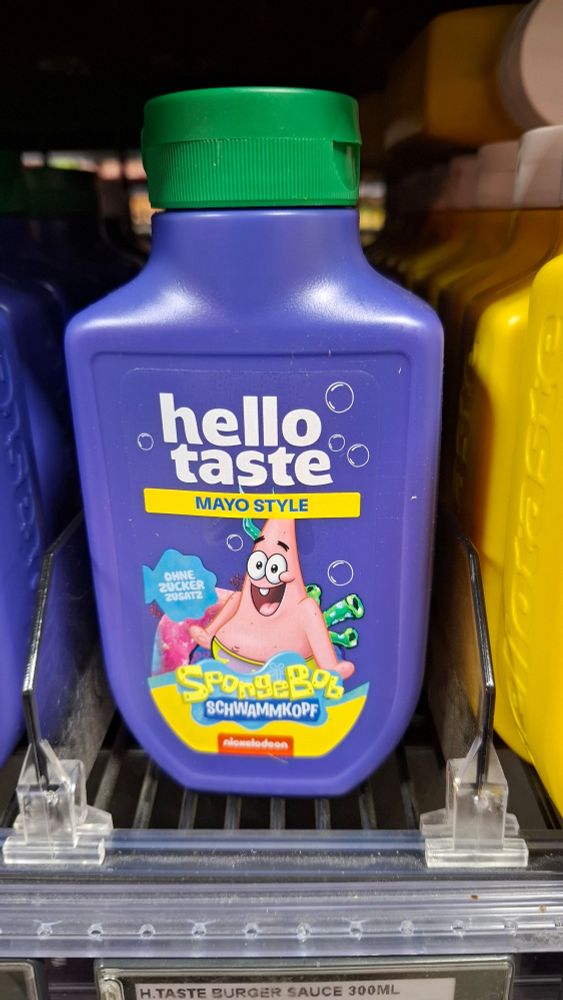 hello
taste
MAYO STYLE
OHNE
ZUCKER
ZUSATZ
SpongeBob
SCHWAMMKOPF
nickelodeon
H.TASTE BURGER SAUCE 300ML